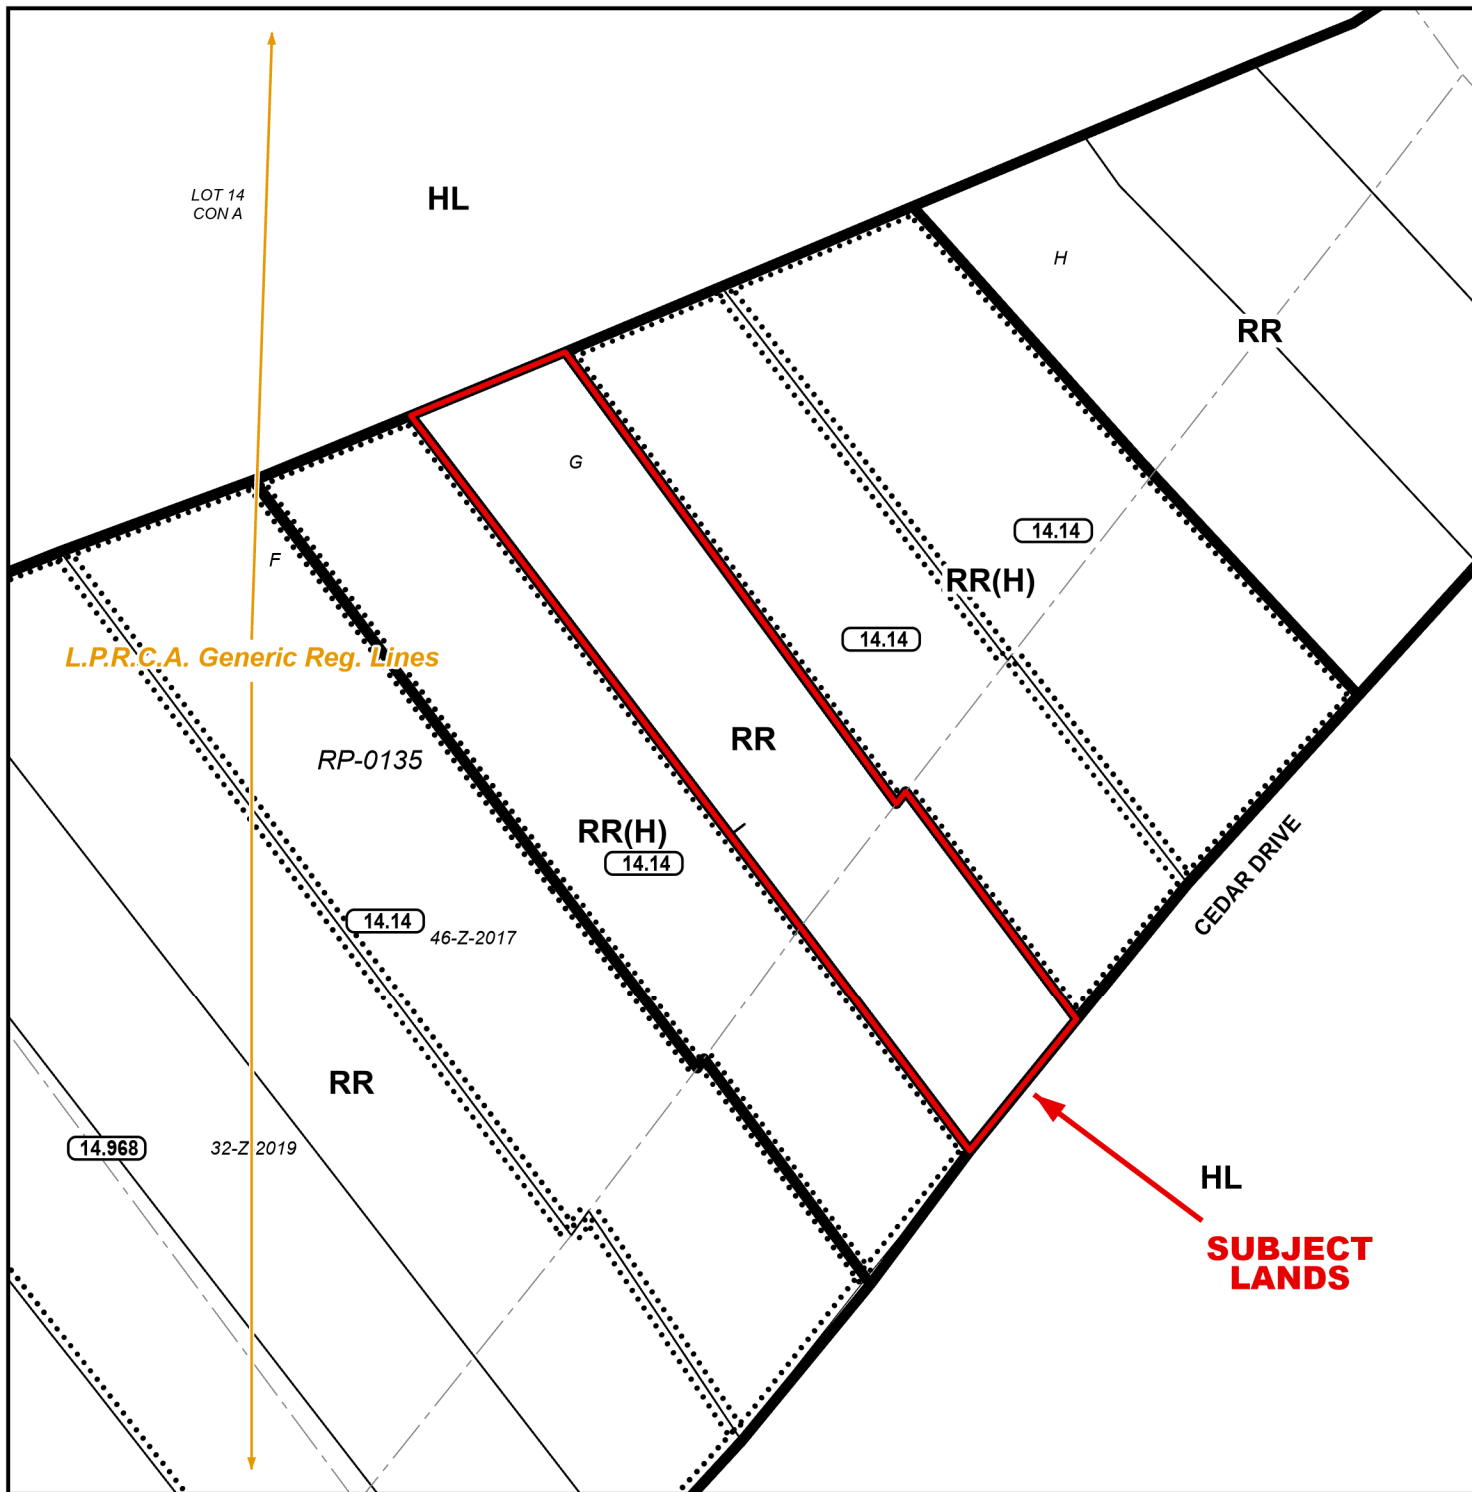 LOT 14
CON A
HL
H
RR
G
14.14
F
RR(H)
14.14
L.P.R.C.A. Generic Reg. Lines
RR
RP-0135
RR(H)
14.14
CEDAR DRIVE
14.14
46-Z-2017
RR
14.968
32-Z-2019
HL
SUBJECT
LANDS